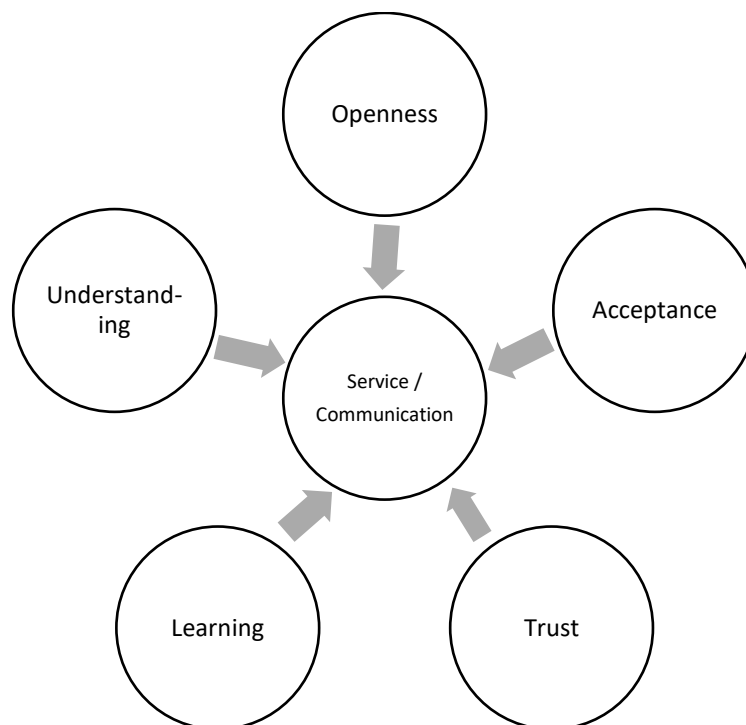 Openness
Understand-
ing
Acceptance
Service /
Communication
Learning
Trust